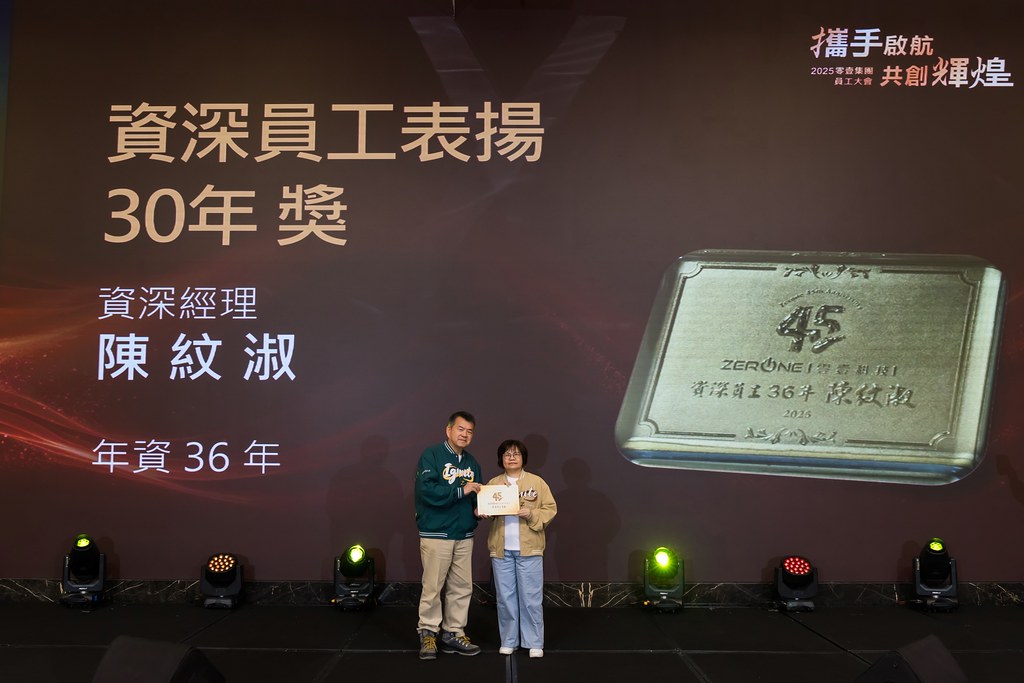 攜手啟航
2025零壹集團
員工大會
共創輝煌
資深員工表揚
30年 獎
資深經理
陳紋淑
年資 36 年
45
ZERONE | 零壹科技 |
資深員工36年 陳紋淑
2025
45